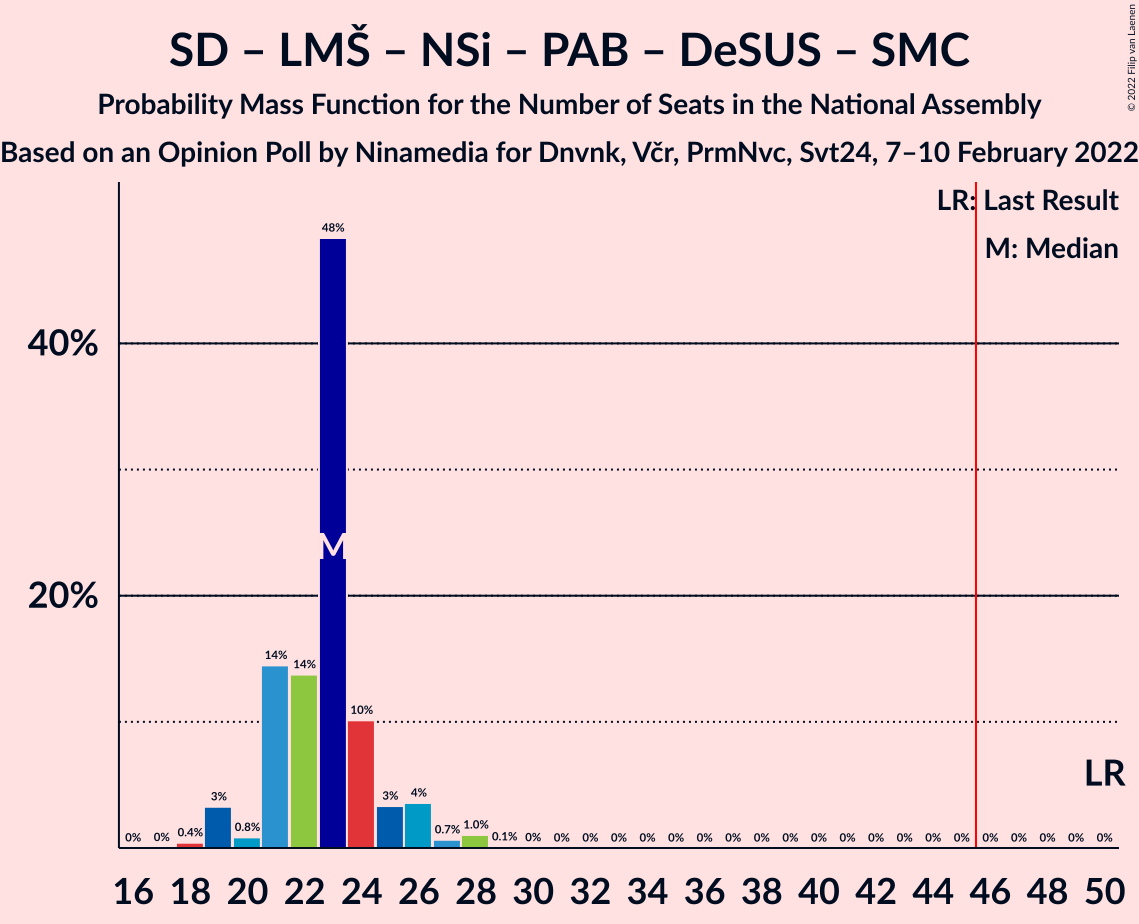 SD – LMŠ – NSi – PAB – DeSUS – SMC
Probability Mass Function for the Number of Seats in the National Assembly
Based on an Opinion Poll by Ninamedia for Dnvnk, Včr, PrmNvc, Svt24, 7–10 February 2022
© 2022 Filip van Laenen
LR: Last Result
M: Median
40%
20%
0% 0% 0.4% 3% 0.8% 14% 14% 48% 10% 3% 4% 0.7% 1.0% 0.1% 0% 0% 0% 0% 0% 0% 0% 0% 0% 0% 0% 0% 0% 0% 0% 0% 0% 0% 0% 0% 0%
M
LR
16 18 20 22 24 26 28 30 32 34 36 38 40 42 44 46 48 50